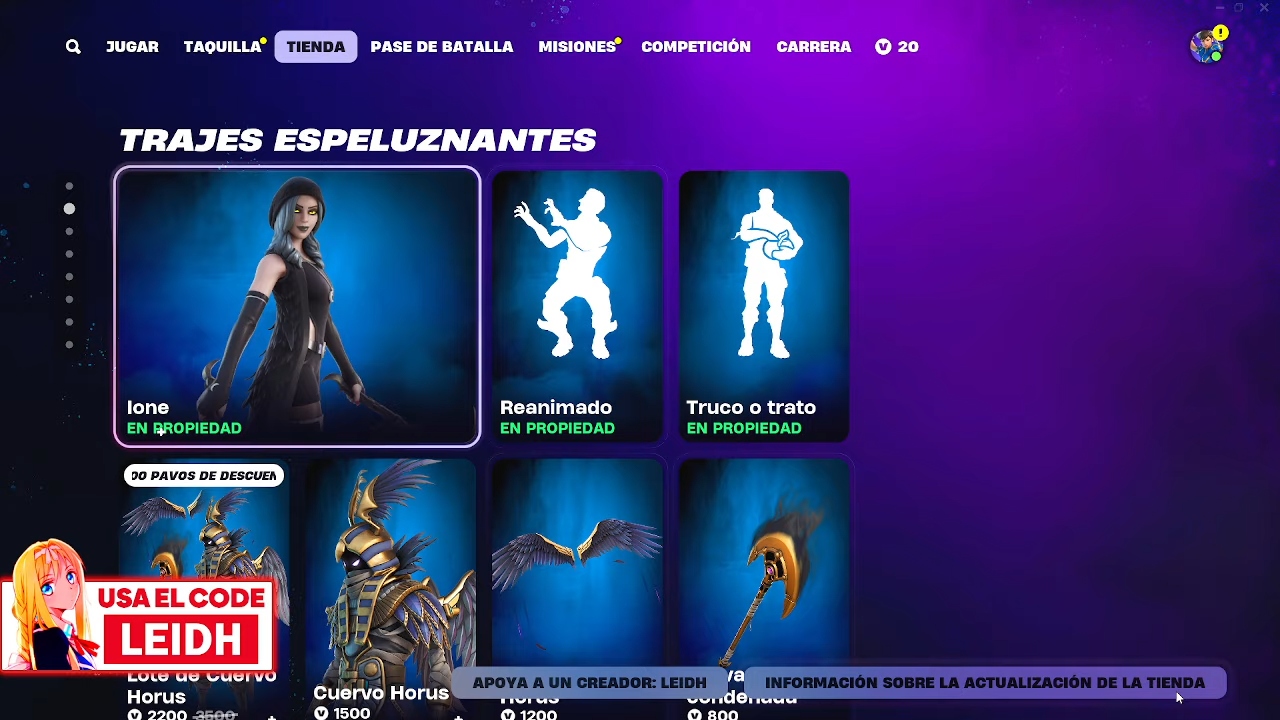 JUGAR
TAQUILLA
TIENDA
PASE DE BATALLA
MISIONES
COMPETICIÓN
CARRERA
20
!
TRAJES ESPELUZNANTES
Ione
EN PROPIEDAD
Reanimado
EN PROPIEDAD
Truco o trato
EN PROPIEDAD
PAVOS DE DESCUEN
Lote de Cuervo
Horus
2200 3500
Cuervo Horus
1500
Horus
1200
condenada
800
USA EL CODE
LEIDH
APOYA A UN CREADOR: LEIDH
INFORMACIÓN SOBRE LA ACTUALIZACIÓN DE LA TIENDA